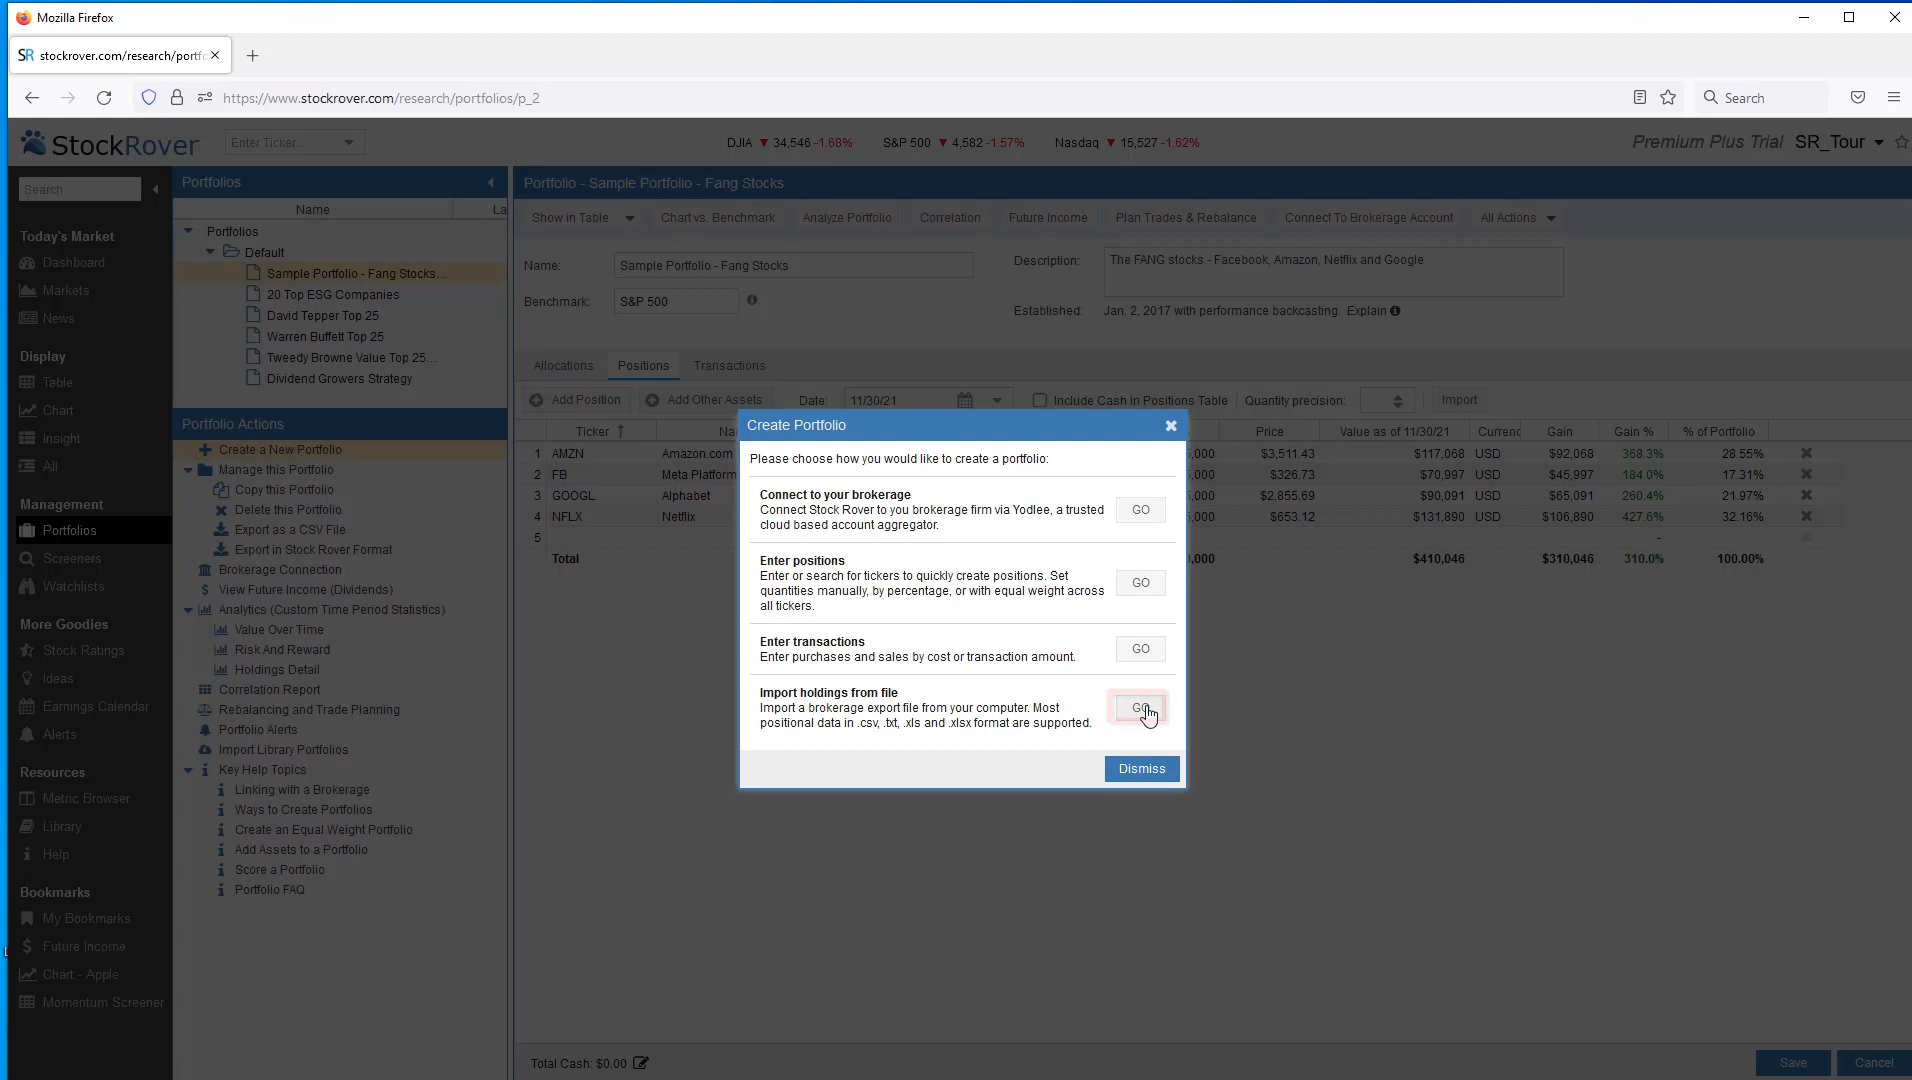 Mozilla Firefox
SR stockrover.com/research/portfo
https://www.stockrover.com/research/portfolios/p_2
Search
StockRover
Enter Ticker...
DJIA ▼ 34,546 -1.68% S&P 500 ▼ 4,582 -1.57% Nasdaq ▼ 15,527 -1.62%
Premium Plus Trial SR_Tour
Search
Today's Market
Dashboard
Markets
News
Display
Table
Chart
Insight
All
Management
Portfolios
Screeners
Watchlists
More Goodies
Stock Ratings
Ideas
Earnings Calendar
Alerts
Resources
Metric Browser
Library
Help
Bookmarks
My Bookmarks
Future Income
Chart - Apple
Momentum Screener
Portfolios
Name La
Portfolios
Default
Sample Portfolio - Fang Stocks...
20 Top ESG Companies
David Tepper Top 25
Warren Buffett Top 25
Tweedy Browne Value Top 25...
Dividend Growers Strategy
Portfolio Actions
Create a New Portfolio
Manage this Portfolio
Copy this Portfolio
Delete this Portfolio
Export as a CSV File
Export in Stock Rover Format
Brokerage Connection
View Future Income (Dividends)
Analytics (Custom Time Period Statistics)
Value Over Time
Risk And Reward
Holdings Detail
Correlation Report
Rebalancing and Trade Planning
Portfolio Alerts
Import Library Portfolios
Key Help Topics
Linking with a Brokerage
Ways to Create Portfolios
Create an Equal Weight Portfolio
Add Assets to a Portfolio
Score a Portfolio
Portfolio FAQ
Portfolio - Sample Portfolio - Fang Stocks
Show in Table Chart vs. Benchmark Analyze Portfolio Correlation Future Income Plan Trades & Rebalance Connect To Brokerage Account All Actions
Name: Sample Portfolio - Fang Stocks
Description: The FANG stocks - Facebook, Amazon, Netflix and Google
Benchmark: S&P 500
Established: Jan. 2, 2017 with performance backcasting. Explain
Allocations Positions Transactions
Add Position Add Other Assets Date: 11/30/21 Include Cash in Positions Table Quantity precision: Import
Ticker Na Price Value as of 11/30/21 Currenc Gain Gain % % of Portfolio
1 AMZN Amazon.com 5,000 $3,511.43 $117,068 USD $92,068 368.3% 28.55%
2 FB Meta Platform 5,000 $326.73 $70,997 USD $45,997 184.0% 17.31%
3 GOOGL Alphabet 5,000 $2,855.69 $90,091 USD $65,091 260.4% 21.97%
4 NFLX Netflix 5,000 $653.12 $131,890 USD $106,890 427.6% 32.16%
5 -
Total ,000 $410,046 $310,046 310.0% 100.00%
Create Portfolio
Please choose how you would like to create a portfolio:
Connect to your brokerage
Connect Stock Rover to you brokerage firm via Yodlee, a trusted
cloud based account aggregator.
GO
Enter positions
Enter or search for tickers to quickly create positions. Set
quantities manually, by percentage, or with equal weight across
all tickers.
GO
Enter transactions
Enter purchases and sales by cost or transaction amount.
GO
Import holdings from file
Import a brokerage export file from your computer. Most
positional data in .csv, .txt, .xls and .xlsx format are supported.
GO
Dismiss
Total Cash: $0.00
Save Cancel